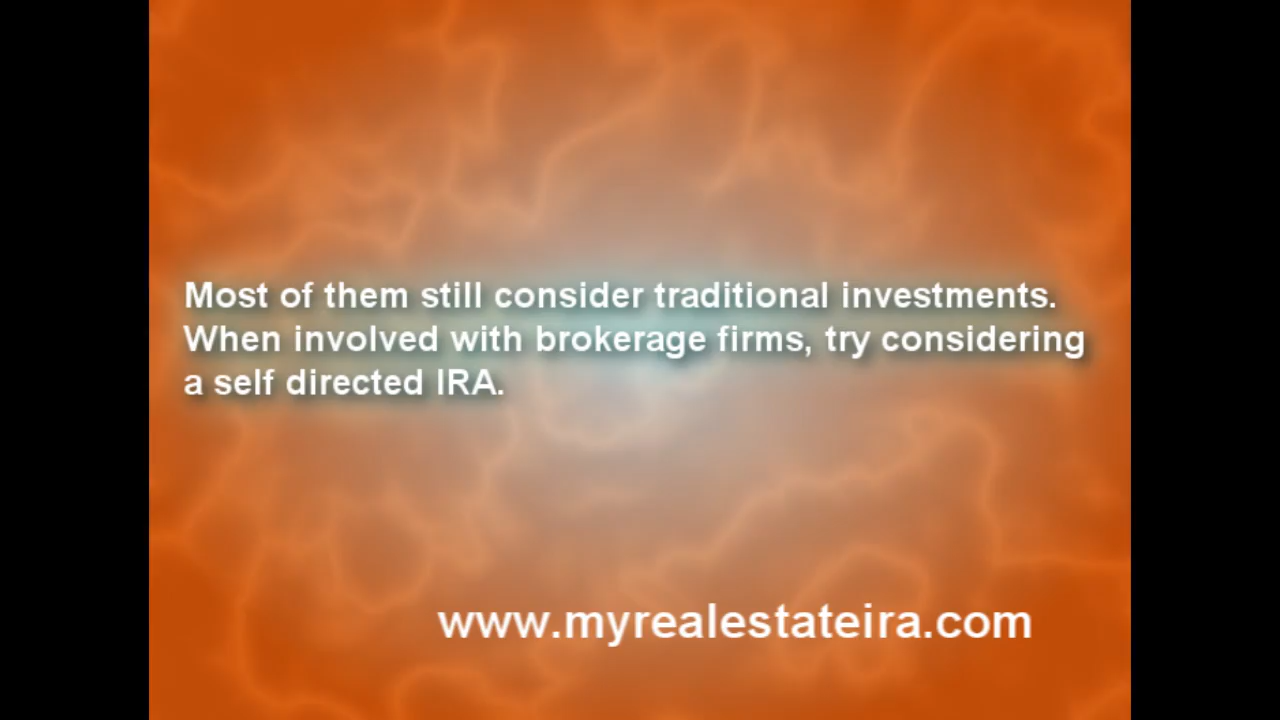 Most of them still consider traditional investments.
When involved with brokerage firms, try considering
a self directed IRA.
www.myrealestateira.com